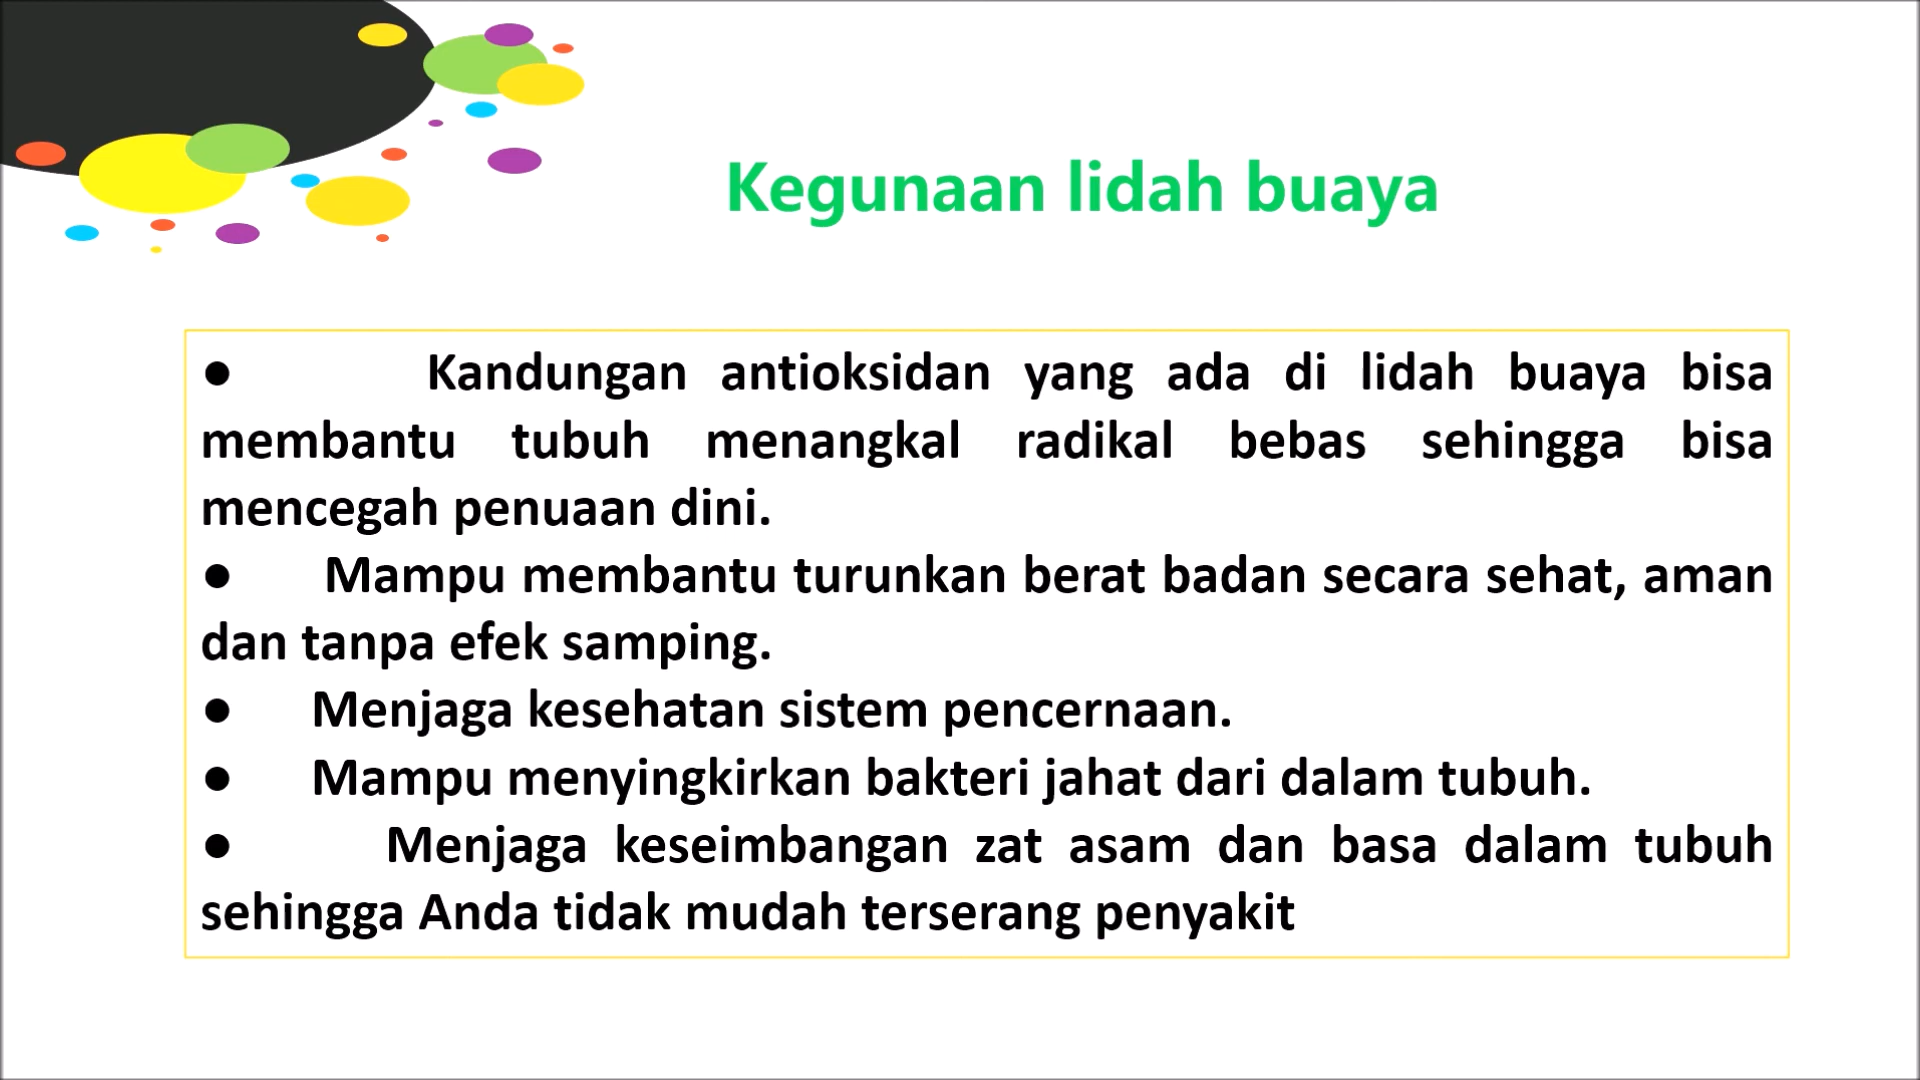 Kegunaan lidah buaya
● Kandungan antioksidan yang ada di lidah buaya bisa
membantu tubuh menangkal radikal bebas sehingga bisa
mencegah penuaan dini.
● Mampu membantu turunkan berat badan secara sehat, aman
dan tanpa efek samping.
● Menjaga kesehatan sistem pencernaan.
● Mampu menyingkirkan bakteri jahat dari dalam tubuh.
● Menjaga keseimbangan zat asam dan basa dalam tubuh
sehingga Anda tidak mudah terserang penyakit